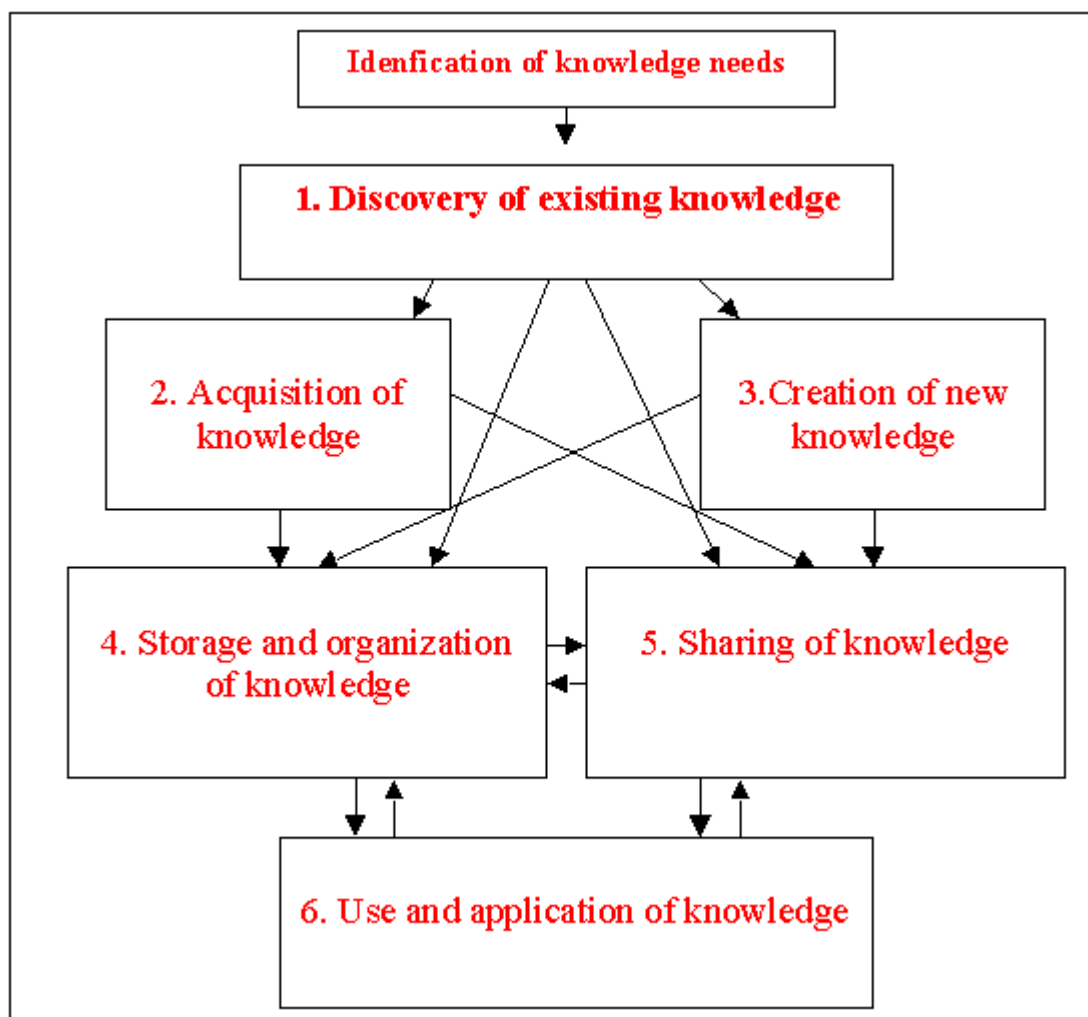 Idenfication of knowledge needs
1. Discovery of existing knowledge
2. Acquisition of
knowledge
3.Creation of new
knowledge
4. Storage and organization
of knowledge
5. Sharing of knowledge
6. Use and application of knowledge